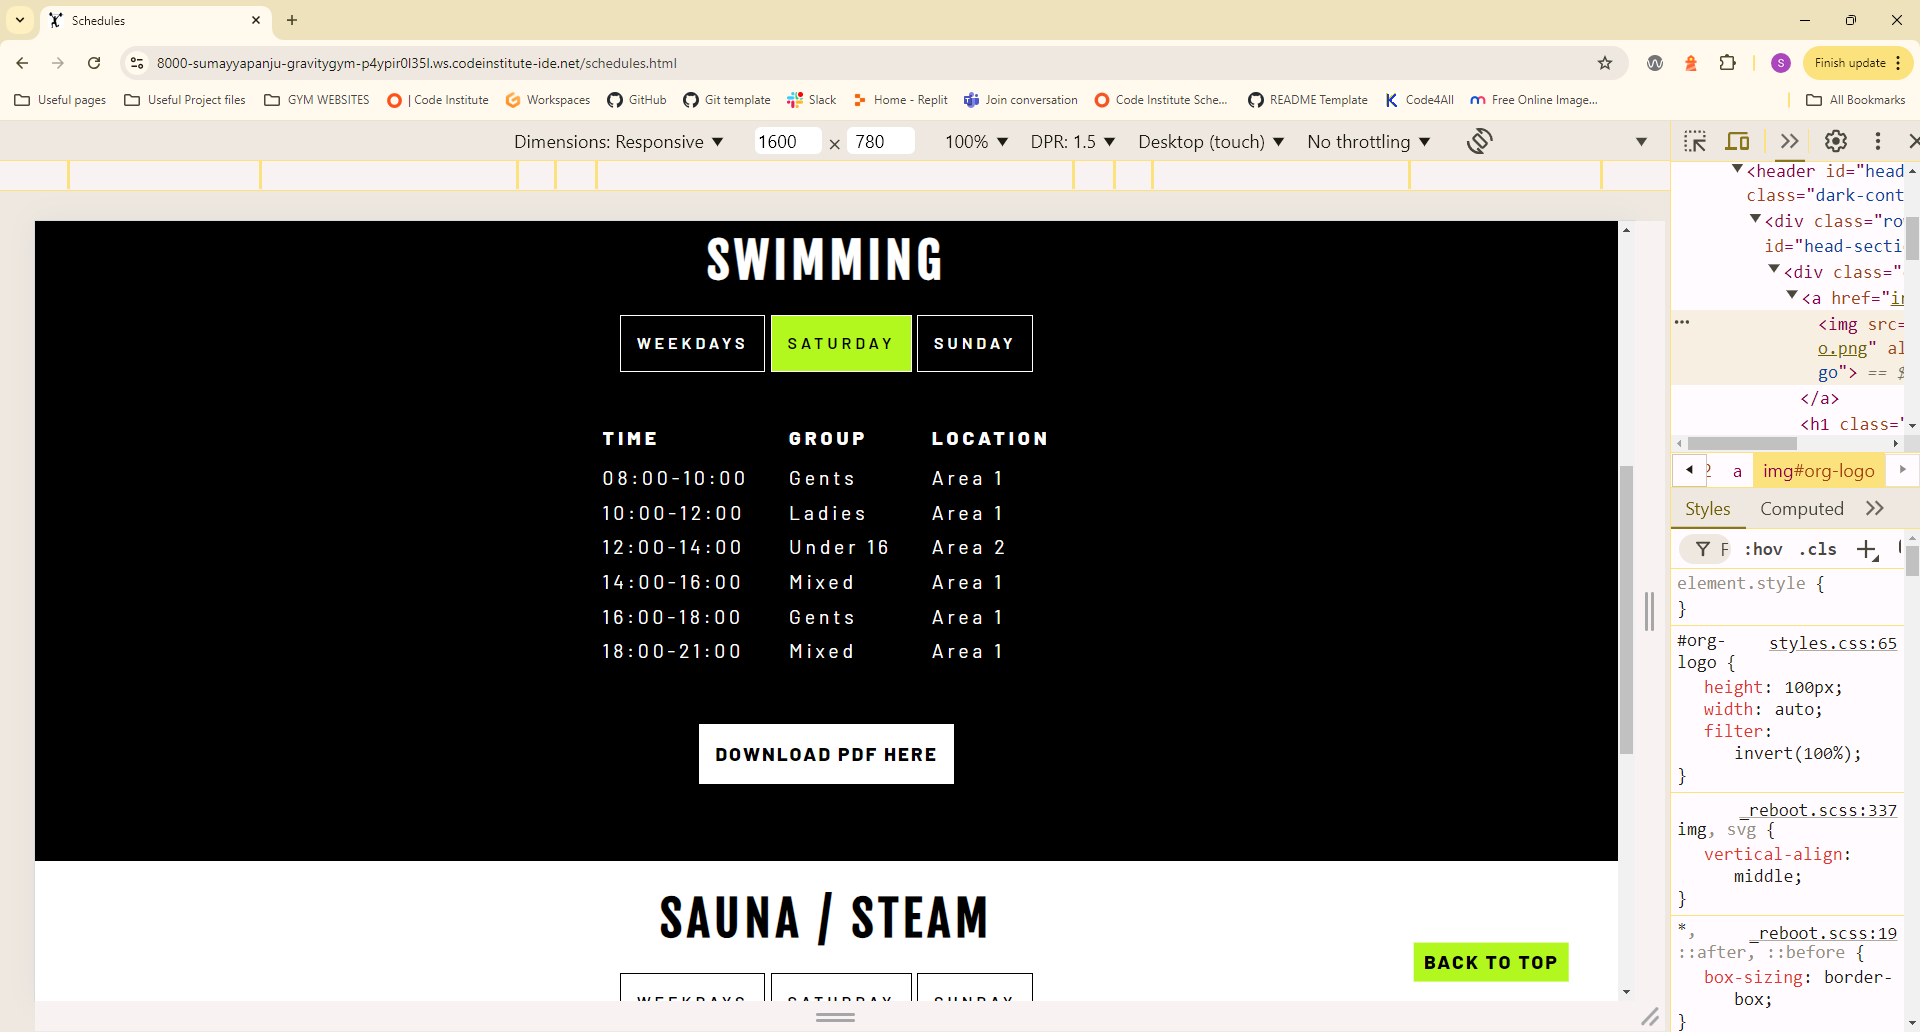 Schedules
8000-sumayyapanju-gravitygym-p4ypir0l35l.ws.codeinstitute-ide.net/schedules.html
S
Finish update
Useful pages
Useful Project files
GYM WEBSITES
| Code Institute
Workspaces
GitHub
Git template
Slack
Home - Replit
Join conversation
Code Institute Sche...
README Template
Code4All
Free Online Image...
All Bookmarks
Dimensions: Responsive
1600 × 780
100%
DPR: 1.5
Desktop (touch)
No throttling
SWIMMING
WEEKDAYS SATURDAY SUNDAY
TIME GROUP LOCATION
08:00-10:00 Gents Area 1
10:00-12:00 Ladies Area 1
12:00-14:00 Under 16 Area 2
14:00-16:00 Mixed Area 1
16:00-18:00 Gents Area 1
18:00-21:00 Mixed Area 1
DOWNLOAD PDF HERE
SAUNA / STEAM
BACK TO TOP
WEEKDAYS SATURDAY SUNDAY
<header id="head
class="dark-cont
<div class="ro
id="head-secti
<div class="
<a href="in
<img src=
o.png" al
go"> == $
</a>
<h1 class="
a img#org-logo
Styles Computed
F :hov .cls
element.style {
}
#org- styles.css:65
logo {
height: 100px;
width: auto;
filter:
invert(100%);
}
_reboot.scss:337
img, svg {
vertical-align:
middle;
}
*, _reboot.scss:19
::after, ::before {
box-sizing: border-
box;
}